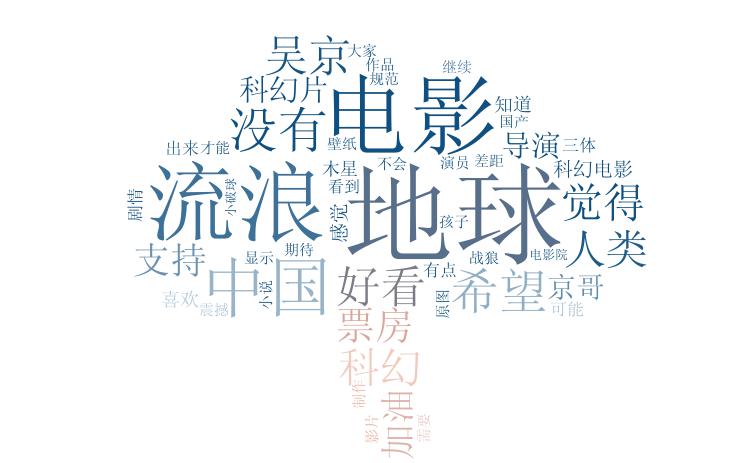 吴京
大家
作品
规范
继续
科幻片
电影
知道
国产
没有
壁纸
导演
三体
出来
才能
木星
不会
演员
差距
科幻电影
流浪
地球
看到
觉得
剧情
小破球
感觉
孩子
人类
支持
显示
期待
战狼
电影院
中国
小说
好看
有点
希望
京哥
喜欢
震撼
原图
可能
票房
科幻
制作
加油
影片
需要